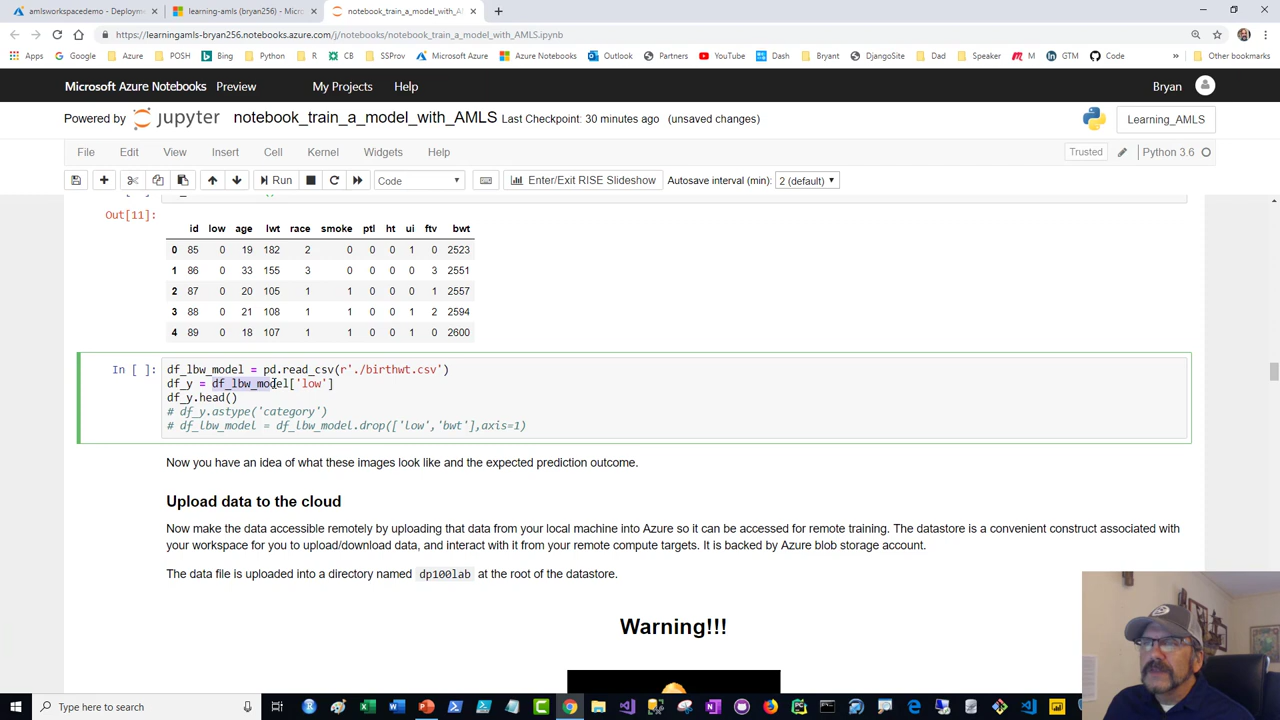 amlsworkspacedemo - Deployme
learning-amls (bryan256) - Micro
notebook_train_a_model_with_AML
https://learningamls-bryan256.notebooks.azure.com/j/notebooks/notebook_train_a_model_with_AMLS.ipynb
Apps Azure POSH Bing Python R CB SSProv Microsoft Azure Azure Notebooks Outlook Partners YouTube Dash Bryant DjangoSite Dad Speaker M GTM Code » Other bookmarks
Microsoft Azure Notebooks Preview My Projects Help Bryan
Powered by jupyter notebook_train_a_model_with_AMLS Last Checkpoint: 30 minutes ago (unsaved changes) Learning_AMLS
File Edit View Insert Cell Kernel Widgets Help Trusted Python 3.6
Run Code Enter/Exit RISE Slideshow Autosave interval (min): 2 (default)
Out[11]:
id low age lwt race smoke ptl ht ui ftv bwt
0 85 0 19 182 2 0 0 0 1 0 2523
1 86 0 33 155 3 0 0 0 0 3 2551
2 87 0 20 105 1 1 0 0 0 1 2557
3 88 0 21 108 1 1 0 0 1 2 2594
4 89 0 18 107 1 1 0 0 1 0 2600
In [ ]: df_lbw_model = pd.read_csv(r'./birthwt.csv')
df_y = df_lbw_model['low']
df_y.head()
# df_y.astype('category')
# df_lbw_model = df_lbw_model.drop(['low','bwt'],axis=1)
Now you have an idea of what these images look like and the expected prediction outcome.
Upload data to the cloud
Now make the data accessible remotely by uploading that data from your local machine into Azure so it can be accessed for remote training. The datastore is a convenient construct associated with
your workspace for you to upload/download data, and interact with it from your remote compute targets. It is backed by Azure blob storage account.
The data file is uploaded into a directory named dp100lab at the root of the datastore.
Warning!!!
Type here to search